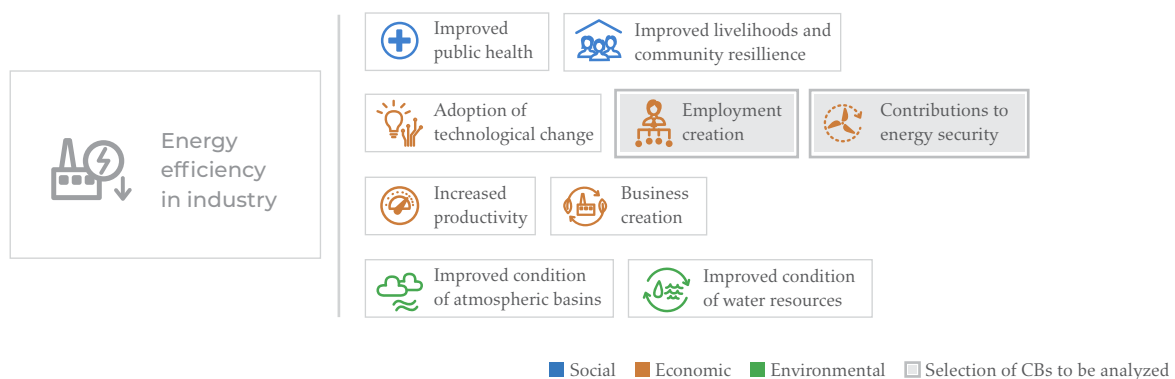 Energy
efficiency
in industry
Improved
public health
Improved livelihoods and
community resillience
Adoption of
technological change
Employment
creation
Contributions to
energy security
Increased
productivity
Business
creation
Improved condition
of atmospheric basins
Improved condition
of water resources
Social
Economic
Environmental
Selection of CBs to be analyzed